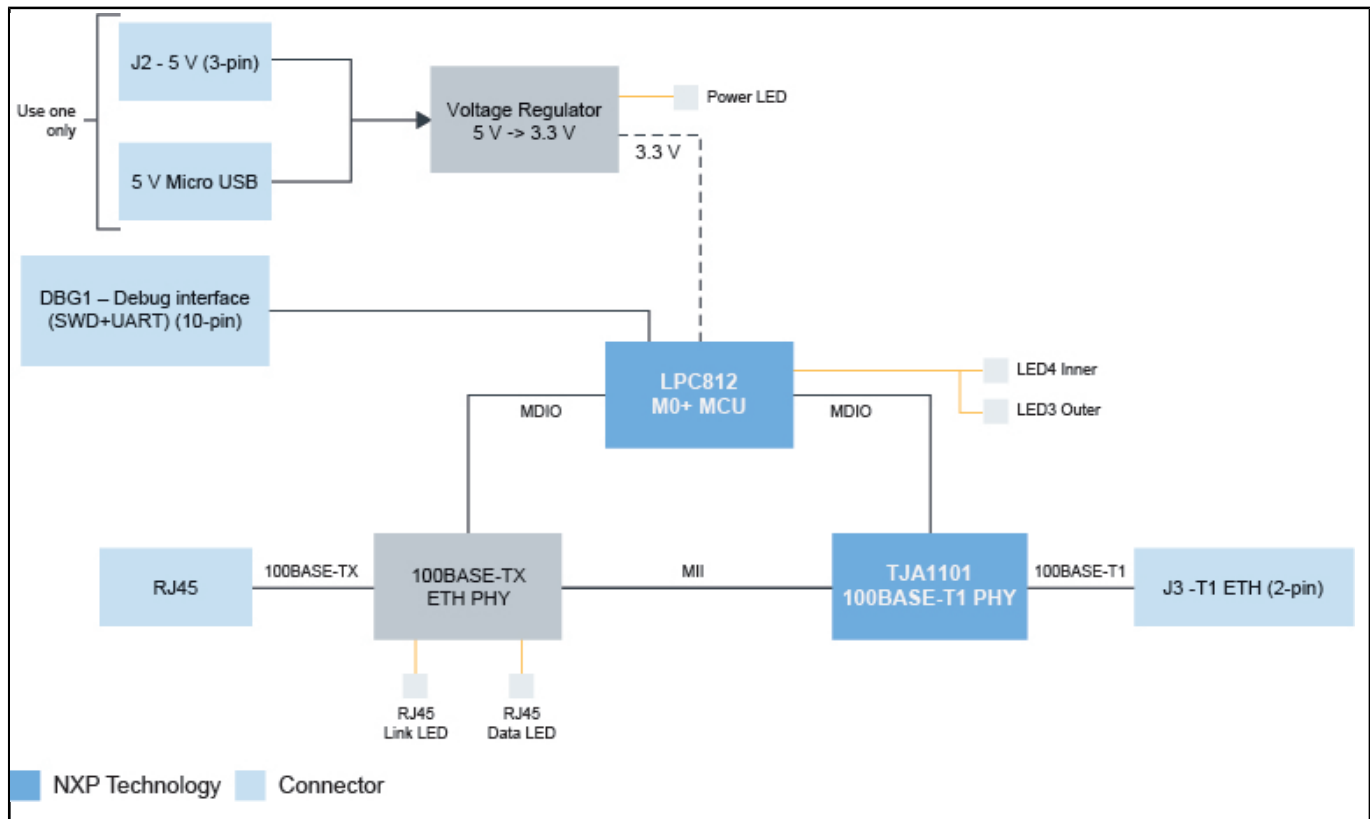 J2 - 5 V (3-pin)
Use one
only
5 V Micro USB
Voltage Regulator
5 V -> 3.3 V
Power LED
3.3 V
DBG1 – Debug interface
(SWD+UART) (10-pin)
LPC812
M0+ MCU
LED4 Inner
LED3 Outer
MDIO
MDIO
RJ45
100BASE-TX
100BASE-TX
ETH PHY
MII
TJA1101
100BASE-T1 PHY
100BASE-T1
J3 -T1 ETH (2-pin)
RJ45
Link LED
RJ45
Data LED
NXP Technology
Connector